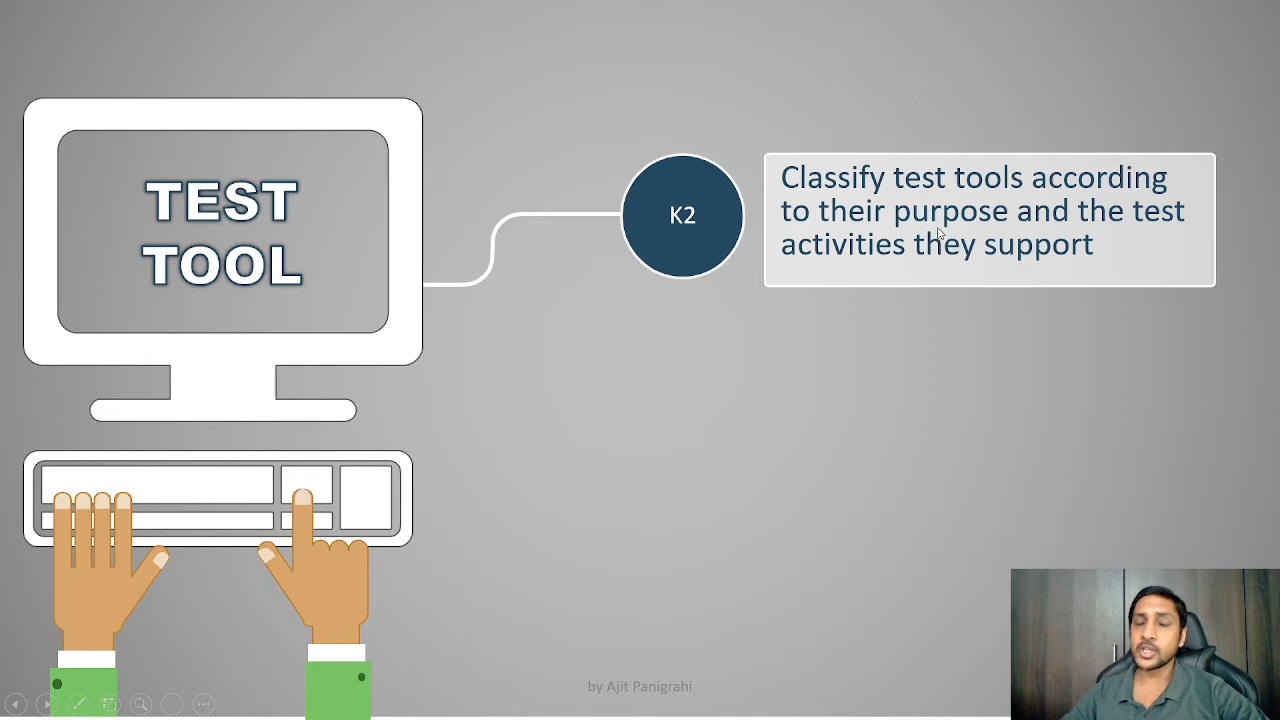 TEST
TOOL
K2
Classify test tools according
to their purpose and the test
activities they support
by Ajit Panigrahi